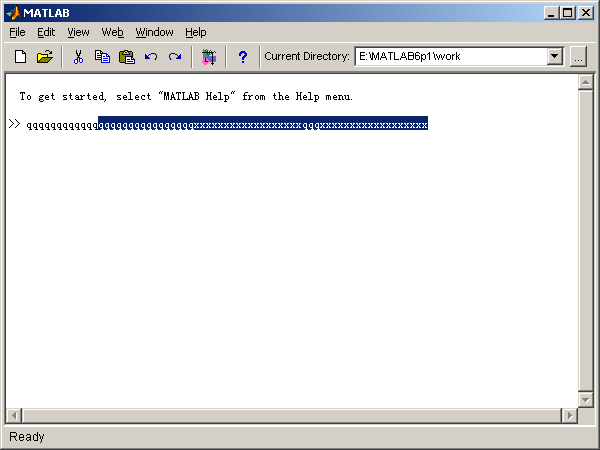 MATLAB
File Edit View Web Window Help
? Current Directory: E:\MATLAB6p1\work ...
To get started, select "MATLAB Help" from the Help menu.
>> qqqqqqqqqqqqqqqqqqqqqqqqqqqqxxxxxxxxxxxxxxxxxxqqqxxxxxxxxxxxxxxxxxx
Ready